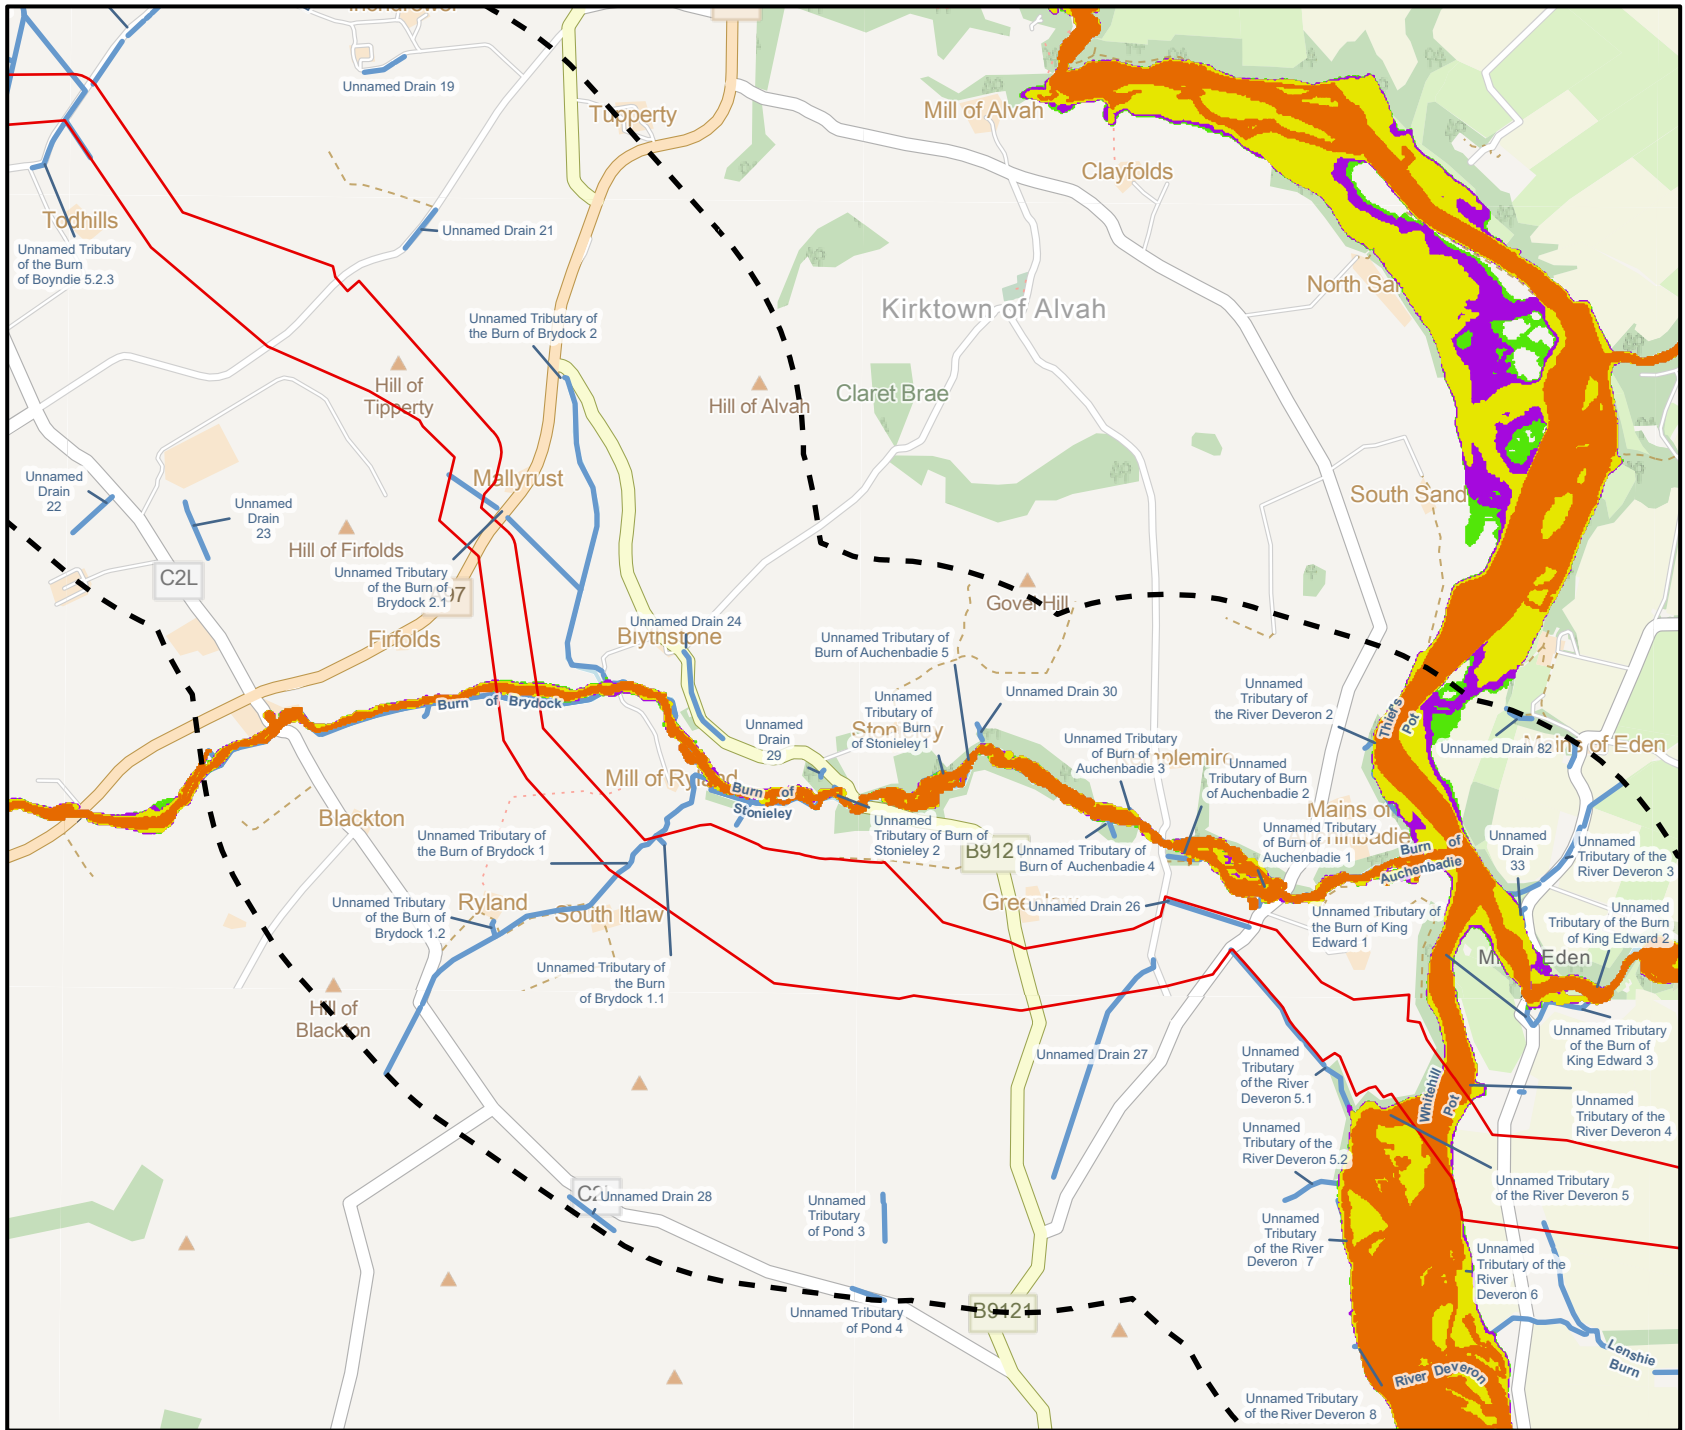 Unnamed Drain 19
Tupperty
Mill of Alvah
Clayfolds
Todhills
Unnamed Tributary
of the Burn
of Boyndie 5.2.3
Unnamed Drain 21
North Sa
Kirktown of Alvah
Unnamed Tributary of
the Burn of Brydock 2
Hill of
Tipperty
Hill of Alvah
Claret Brae
Mallyrust
South Sand
Unnamed
Drain
22
Unnamed
Drain
23
Hill of Firfolds
C2L
Unnamed Tributary
of the Burn of
Brydock 2.1
97
Firfolds
Gove Hill
Unnamed Drain 24
Blythstone
Unnamed Tributary of
Burn of Auchenbadie 5
Unnamed Drain 30
Unnamed
Tributary of
Burn
of Stonieley 1
Unnamed
Tributary of
the River Deveron 2
Thief's
Pot
Burn of Brydock
Unnamed
Drain
29
Unnamed Tributary
of Burn of
Auchenbadie 3
Unnamed Drain 82
Mains of Eden
Mill of Ryland
Burn of
Stonieley
Unnamed
Tributary of Burn
of Auchenbadie 2
Mains of
Blackton
Unnamed Tributary of
the Burn of Brydock 1
Unnamed
Tributary of Burn of
Stonieley 2
B912
Unnamed Tributary of
Burn of Auchenbadie 4
Unnamed Tributary
of Burn of
Auchenbadie 1
Burn of
Auchenbadie
Unnamed
Drain
33
Unnamed
Tributary of the
River Deveron 3
Unnamed Tributary
of the Burn of
Brydock 1.2
Ryland
South Itlaw
Unnamed Drain 26
Unnamed Tributary of
the Burn of King
Edward 1
Unnamed
Tributary of the Burn
of King Edward 2
Eden
Unnamed Tributary of
the Burn
of Brydock 1.1
Hill of
Blackton
Unnamed Drain 27
Unnamed Tributary
of the Burn of
King Edward 3
Unnamed
Tributary
of the River
Deveron 5.1
Whitehill
Pot
Unnamed
Tributary of the
River Deveron 4
Unnamed
Tributary of the
River Deveron 5.2
Unnamed Tributary
of the River Deveron 5
Unnamed Drain 28
Unnamed
Tributary
of Pond 3
Unnamed
Tributary
of the River
Deveron 7
Unnamed
Tributary of the
River
Deveron 6
Unnamed Tributary
of Pond 4
B9121
Lenshie
Burn
River Deveron
Unnamed Tributary
of the River Deveron 8